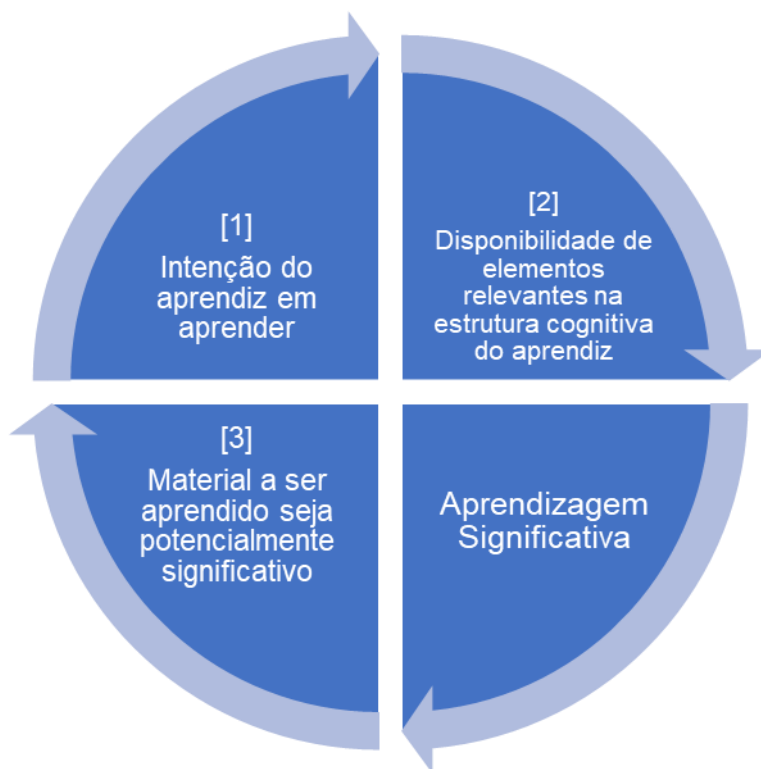 [1]
Intenção do
aprendiz em
aprender
[2]
Disponibilidade de
elementos
relevantes na
estrutura cognitiva
do aprendiz
[3]
Material a ser
aprendido seja
potencialmente
significativo
Aprendizagem
Significativa